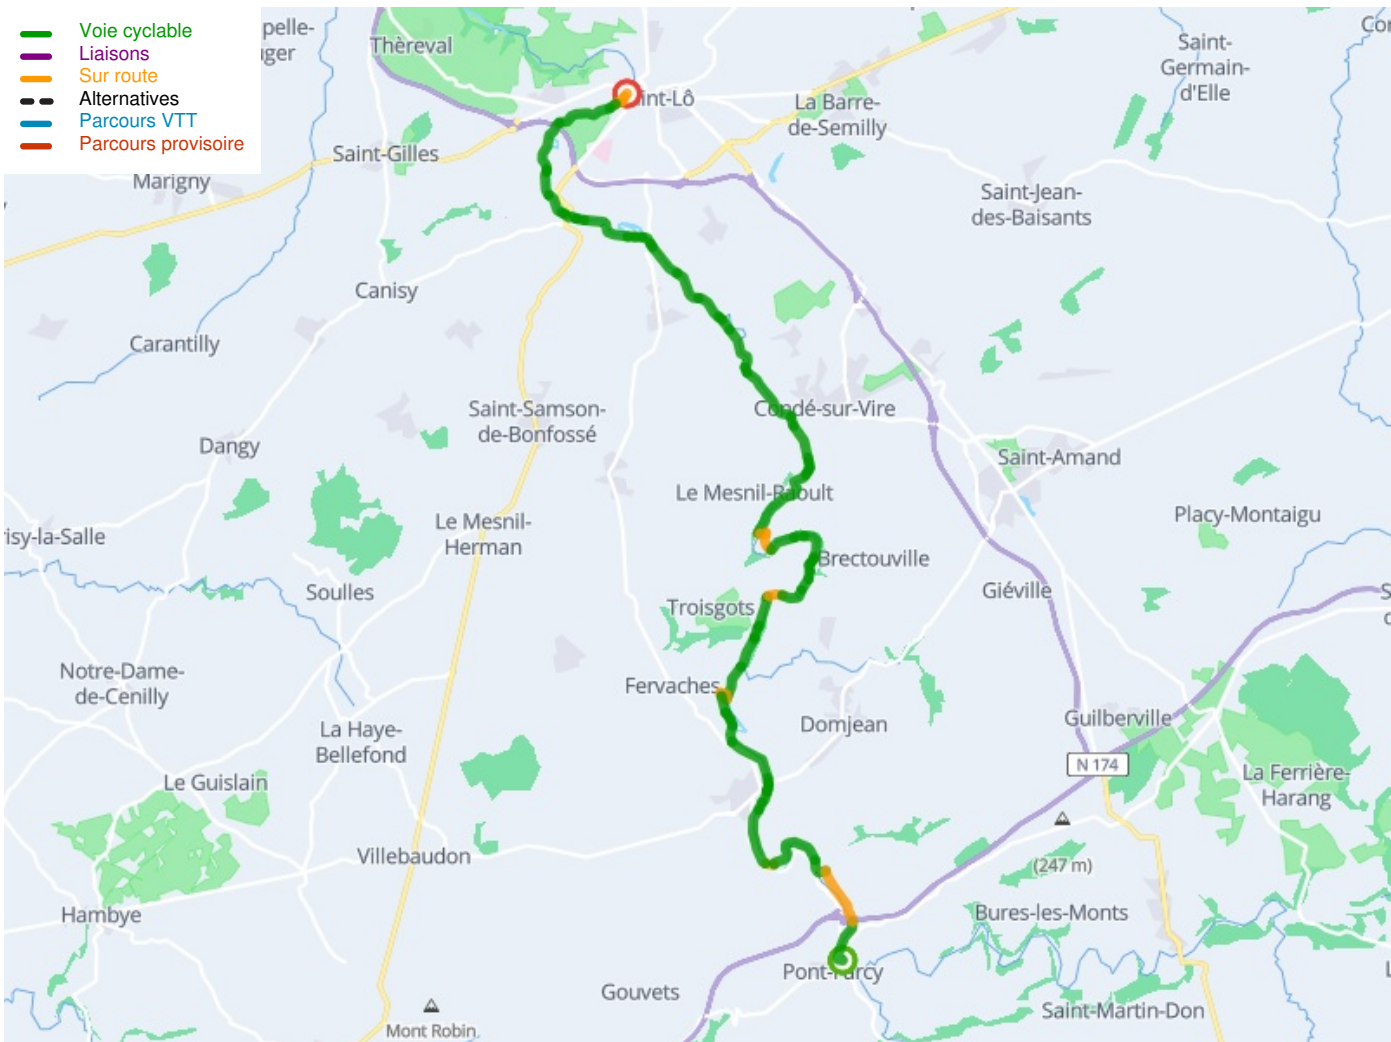 Voie cyclable
Liaisons
Sur route
Alternatives
Parcours VTT
Parcours provisoire
Thèreval
Saint-
Germain-
d'Elle
La Barre-
de-Semilly
Saint-Gilles
Marigny
Saint-Jean-
des-Baisants
Canisy
Carantilly
Condé-sur-Vire
Saint-Samson-
de-Bonfossé
Dangy
Saint-Amand
Le Mesnil-Raoult
Placy-Montaigu
Le Mesnil-
Herman
risy-la-Salle
Brectouville
Soulles
Giéville
Troisgots
Notre-Dame-
de-Cenilly
Fervaches
Domjean
Guilberville
La Haye-
Bellefond
N 174
La Ferrière-
Harang
Le Guislain
Villebaudon
(247 m)
Hambye
Bures-les-Monts
Pont-Farcy
Gouvets
Saint-Martin-Don
Mont Robin